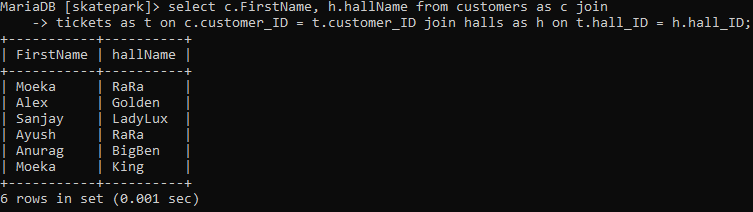 MariaDB [skatepark]> select c.FirstName, h.hallName from customers as c join
    -> tickets as t on c.customer_ID = t.customer_ID join halls as h on t.hall_ID = h.hall_ID;
+-----------+----------+
| FirstName | hallName |
+-----------+----------+
| Moeka     | RaRa     |
| Alex      | Golden   |
| Sanjay    | LadyLux  |
| Ayush     | RaRa     |
| Anurag    | BigBen   |
| Moeka     | King     |
+-----------+----------+
6 rows in set (0.001 sec)